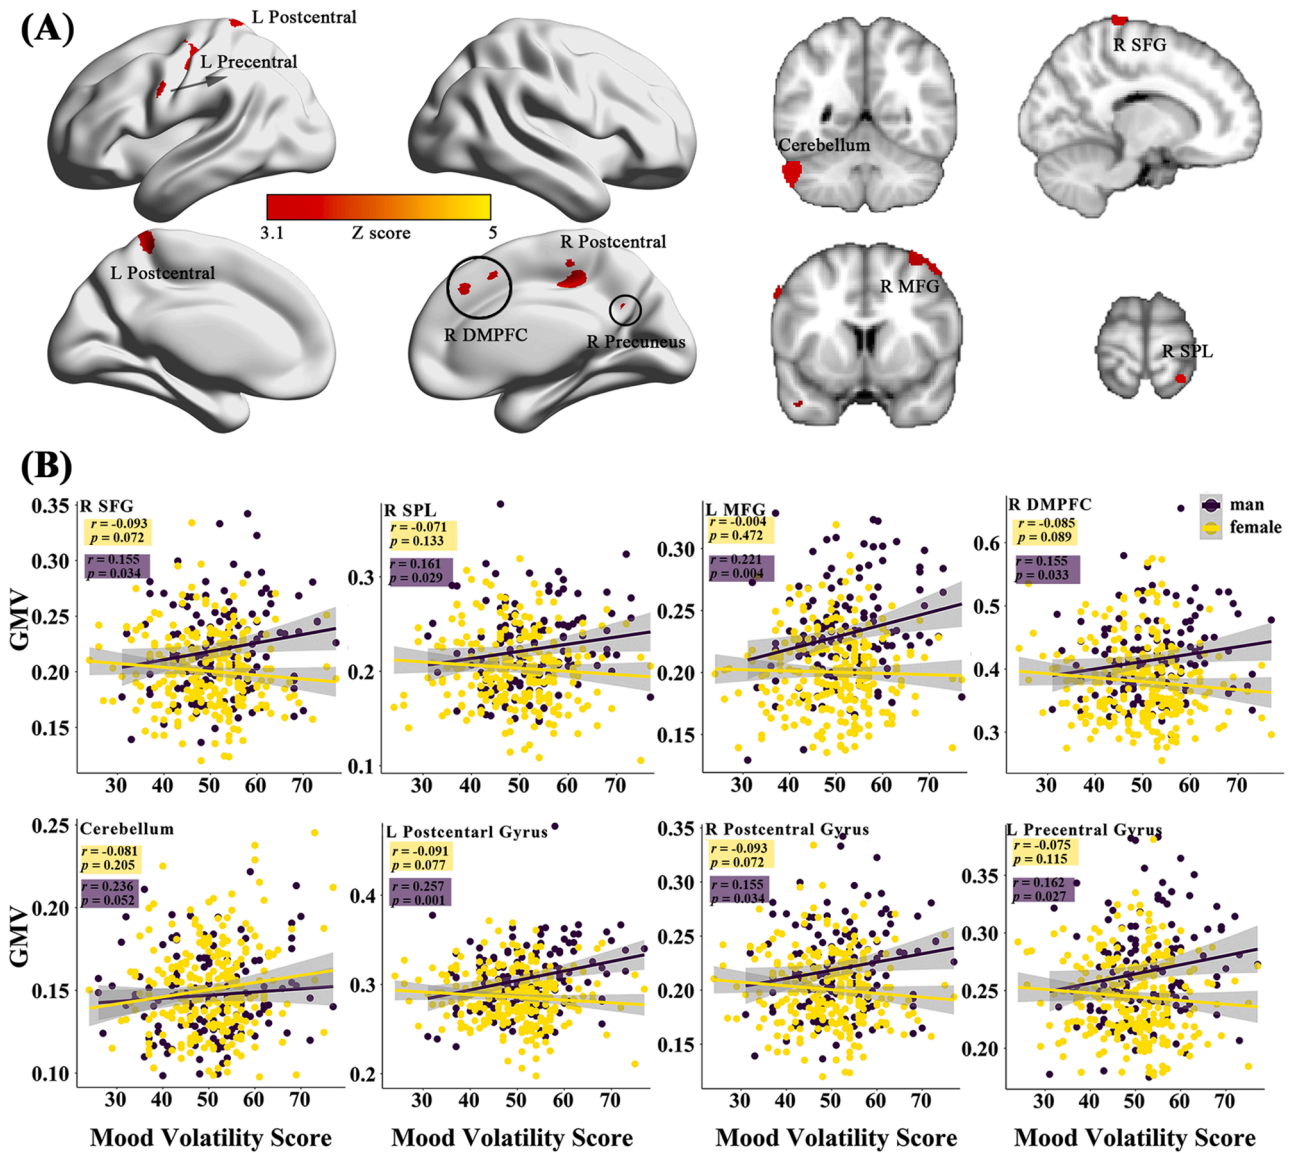 (A)
L Postcentral
L Precentral
3.1 Z score 5
L Postcentral
R Postcentral
R DMPFC
R Precuneus
Cerebellum
R SFG
R MFG
R SPL
(B)
R SFG
r = -0.093
p = 0.072
r = 0.155
p = 0.034
GMV
0.35
0.30
0.25
0.20
0.15
30 40 50 60 70
R SPL
r = -0.071
p = 0.133
r = 0.161
p = 0.029
0.3
0.2
0.1
30 40 50 60 70
L MFG
r = -0.004
p = 0.472
r = 0.221
p = 0.004
0.30
0.25
0.20
0.15
30 40 50 60 70
R DMPFC
r = -0.085
p = 0.089
r = 0.155
p = 0.033
man
female
0.6
0.5
0.4
0.3
30 40 50 60 70
Cerebellum
r = -0.081
p = 0.205
r = 0.236
p = 0.052
GMV
0.25
0.20
0.15
0.10
30 40 50 60 70
Mood Volatility Score
L Postcentarl Gyrus
r = -0.091
p = 0.077
r = 0.257
p = 0.001
0.4
0.3
0.2
30 40 50 60 70
Mood Volatility Score
R Postcentral Gyrus
r = -0.093
p = 0.072
r = 0.155
p = 0.034
0.35
0.30
0.25
0.20
0.15
30 40 50 60 70
Mood Volatility Score
L Precentral Gyrus
r = -0.075
p = 0.115
r = 0.162
p = 0.027
0.35
0.30
0.25
0.20
30 40 50 60 70
Mood Volatility Score